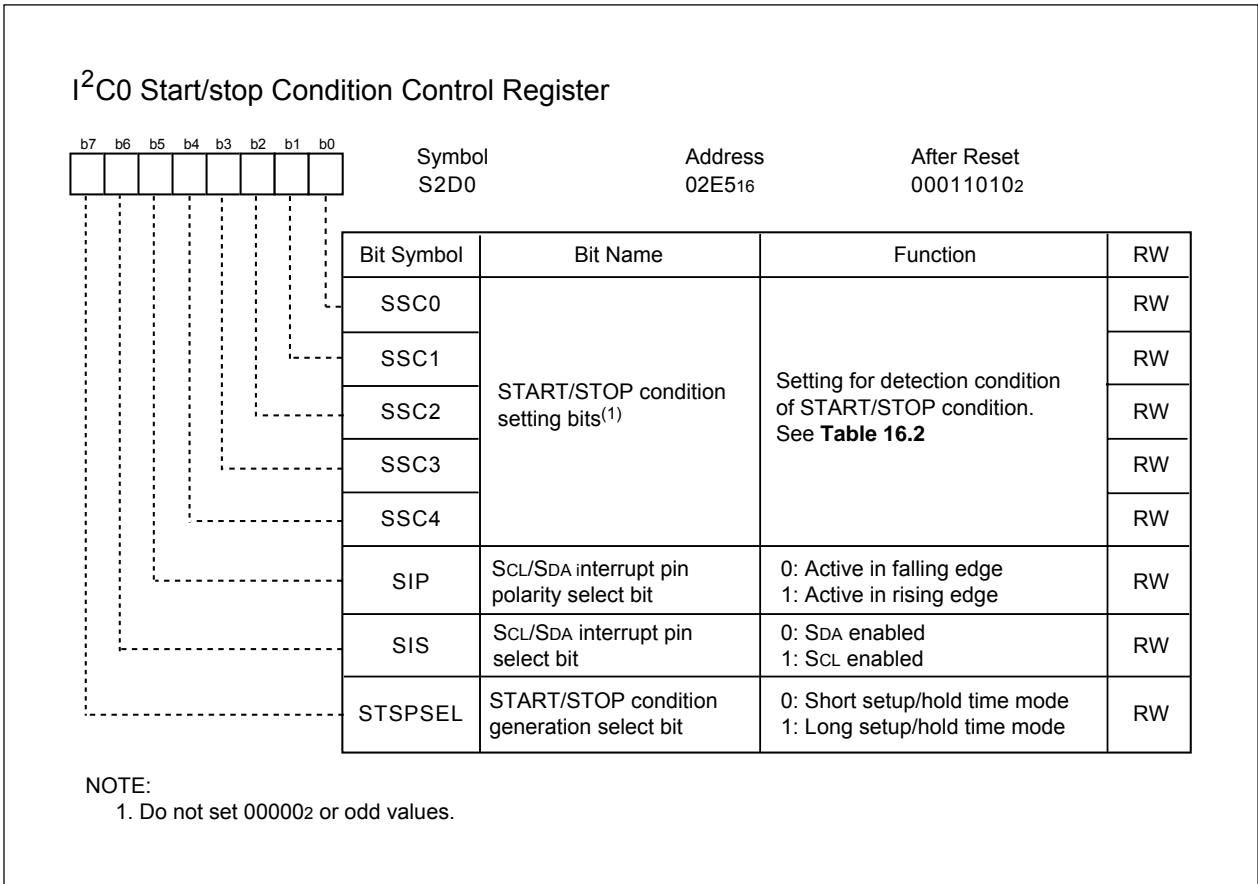 I²C0 Start/stop Condition Control Register
b7 b6 b5 b4 b3 b2 b1 b0
Symbol Address After Reset
S2D0 02E516 000110102
Bit Symbol Bit Name Function RW
SSC0 RW
SSC1 RW
SSC2 RW
SSC3 RW
SSC4 RW
START/STOP condition
setting bits(1)
Setting for detection condition
of START/STOP condition.
See Table 16.2
SIP SCL/SDA interrupt pin
polarity select bit 0: Active in falling edge
1: Active in rising edge RW
SIS SCL/SDA interrupt pin
select bit 0: SDA enabled
1: SCL enabled RW
STSPSEL START/STOP condition
generation select bit 0: Short setup/hold time mode
1: Long setup/hold time mode RW
NOTE:
1. Do not set 000002 or odd values.